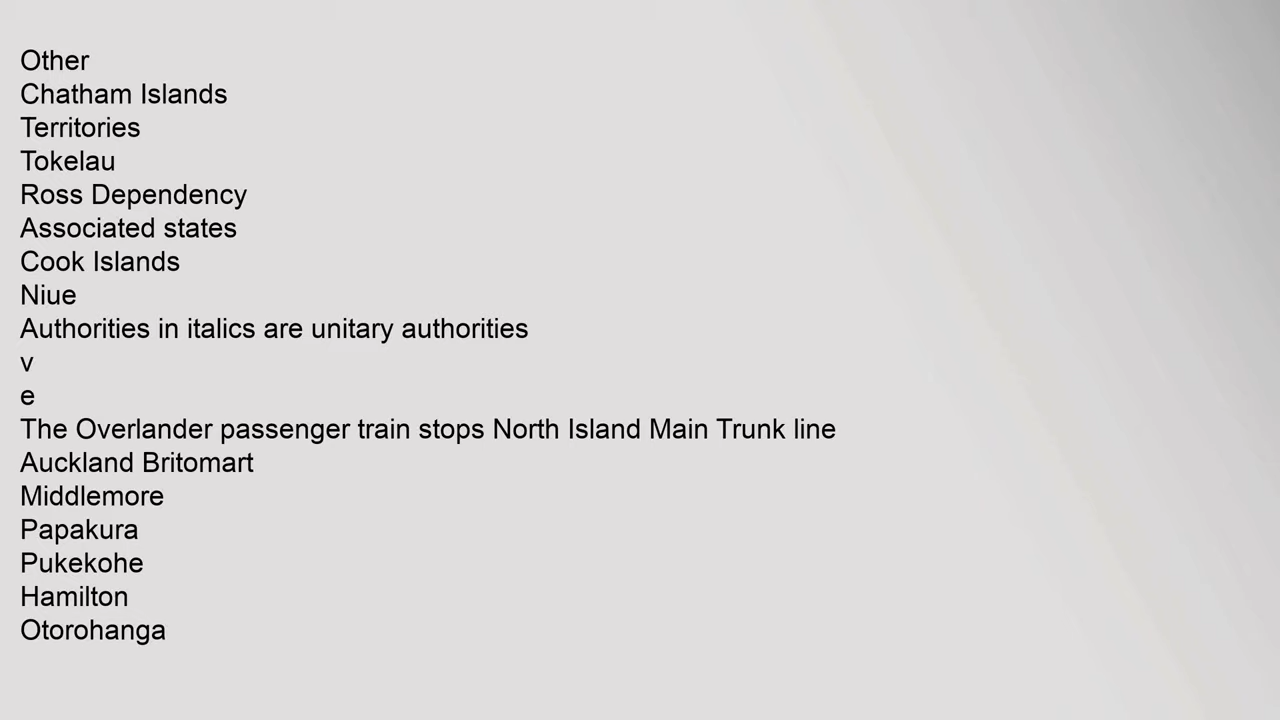 Other
Chatham Islands
Territories
Tokelau
Ross Dependency
Associated states
Cook Islands
Niue
Authorities in italics are unitary authorities
v
e
The Overlander passenger train stops North Island Main Trunk line
Auckland Britomart
Middlemore
Papakura
Pukekohe
Hamilton
Otorohanga